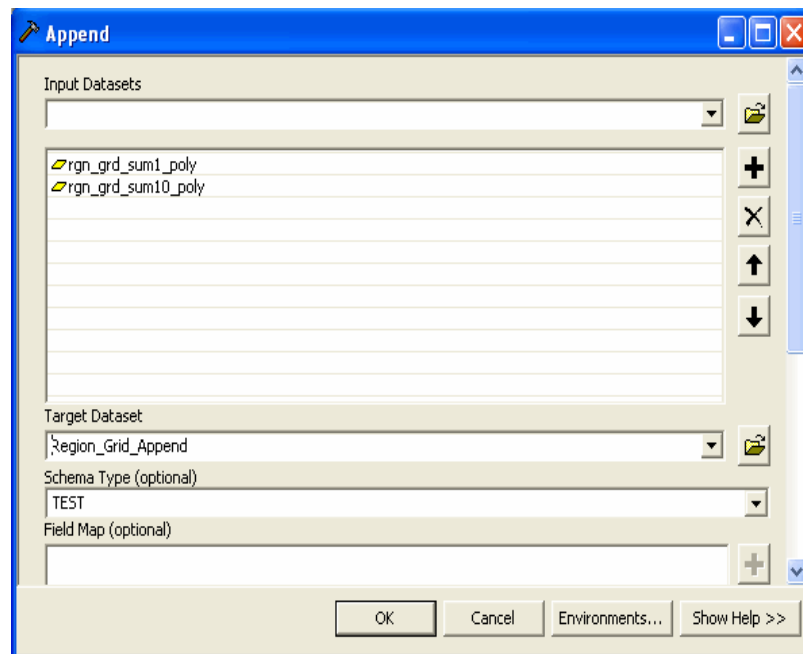 Append
Input Datasets
rgn_grd_sum1_poly
rgn_grd_sum10_poly
Target Dataset
Region_Grid_Append
Schema Type (optional)
TEST
Field Map (optional)
OK Cancel Environments... Show Help >>